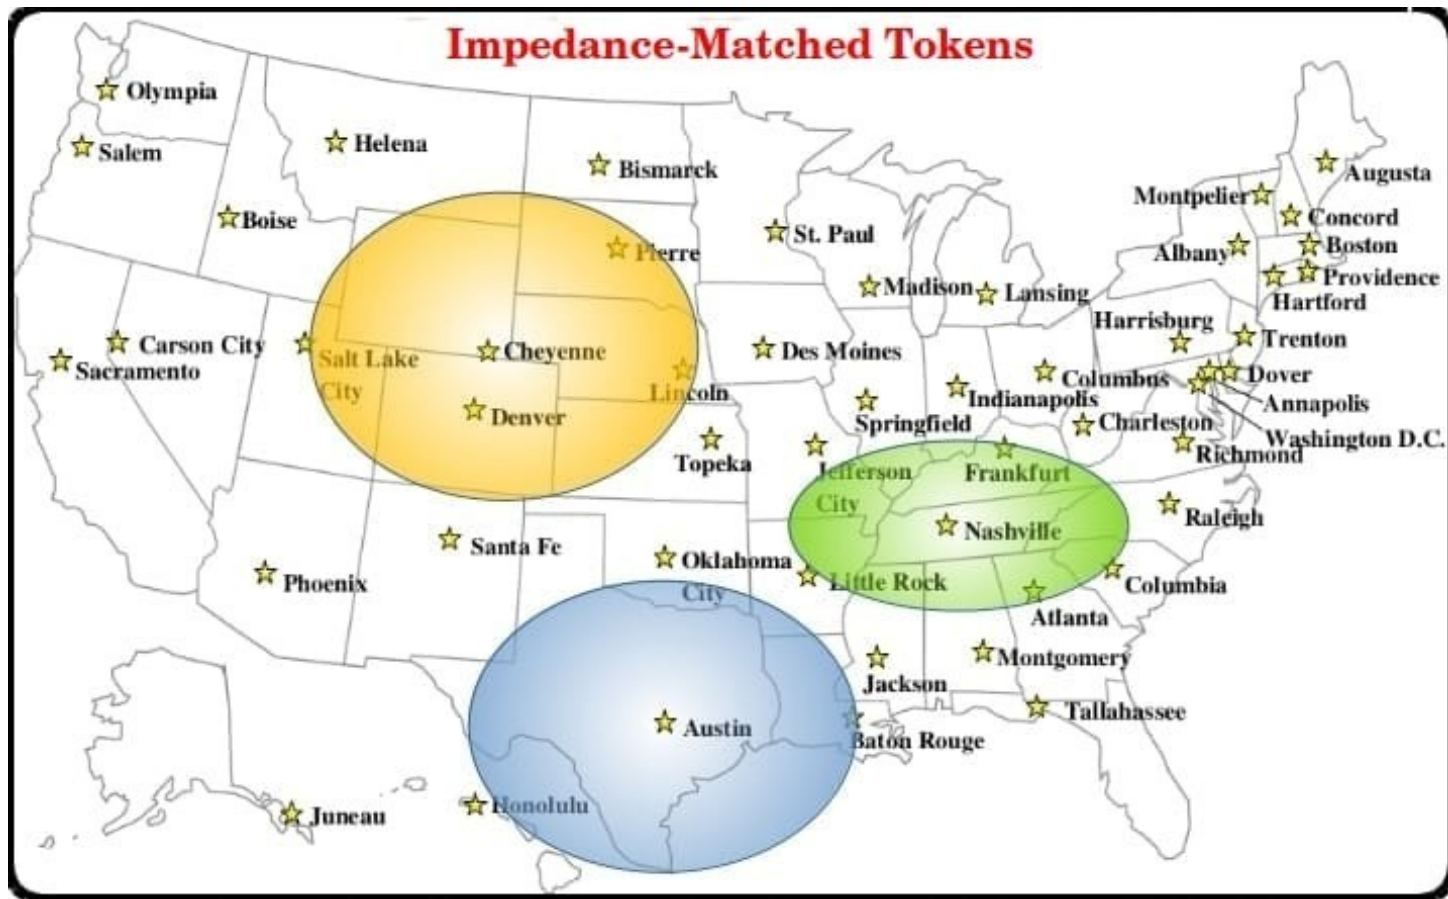 Impedance-Matched Tokens
Olympia
Salem
Helena
Bismarck
Augusta
Montpelier
Boise
Concord
Pierre
St. Paul
Albany
Boston
Madison
Lansing
Providence
Hartford
Harrisburg
Trenton
Carson City
Sacramento
Salt Lake
City
Cheyenne
Des Moines
Columbus
Dover
Lincoln
Indianapolis
Annapolis
Denver
Springfield
Charleston
Washington D.C.
Richmond
Topeka
Jefferson
City
Frankfurt
Raleigh
Nashville
Santa Fe
Oklahoma
City
Phoenix
Little Rock
Columbia
Atlanta
Montgomery
Jackson
Tallahassee
Austin
Baton Rouge
Juneau
Honolulu